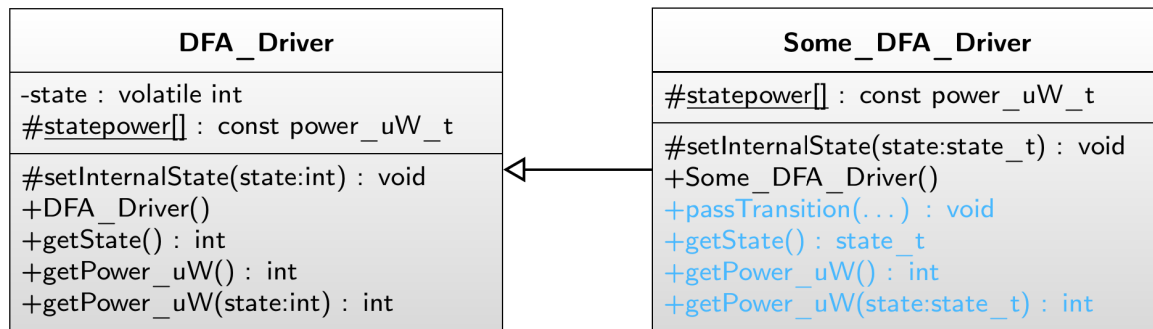 DFA_Driver
-state : volatile int
#statepower[] : const power_uW_t
#setInternalState(state:int) : void
+DFA_Driver()
+getState() : int
+getPower_uW() : int
+getPower_uW(state:int) : int
Some_DFA_Driver
#statepower[] : const power_uW_t
#setInternalState(state:state_t) : void
+Some_DFA_Driver()
+passTransition(...) : void
+getState() : state_t
+getPower_uW() : int
+getPower_uW(state:state_t) : int